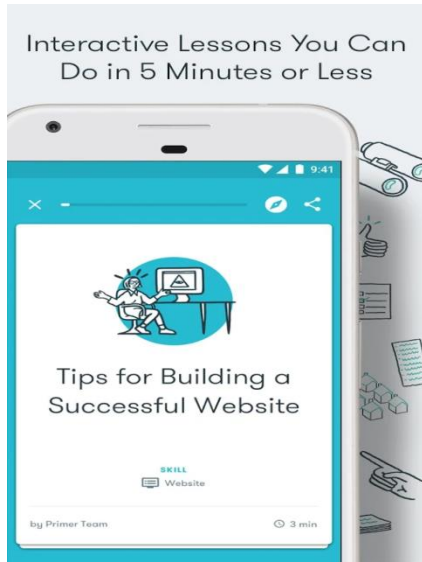 Interactive Lessons You Can
Do in 5 Minutes or Less
9:41
Tips for Building a
Successful Website
SKILL
Website
by Primer Team
3 min